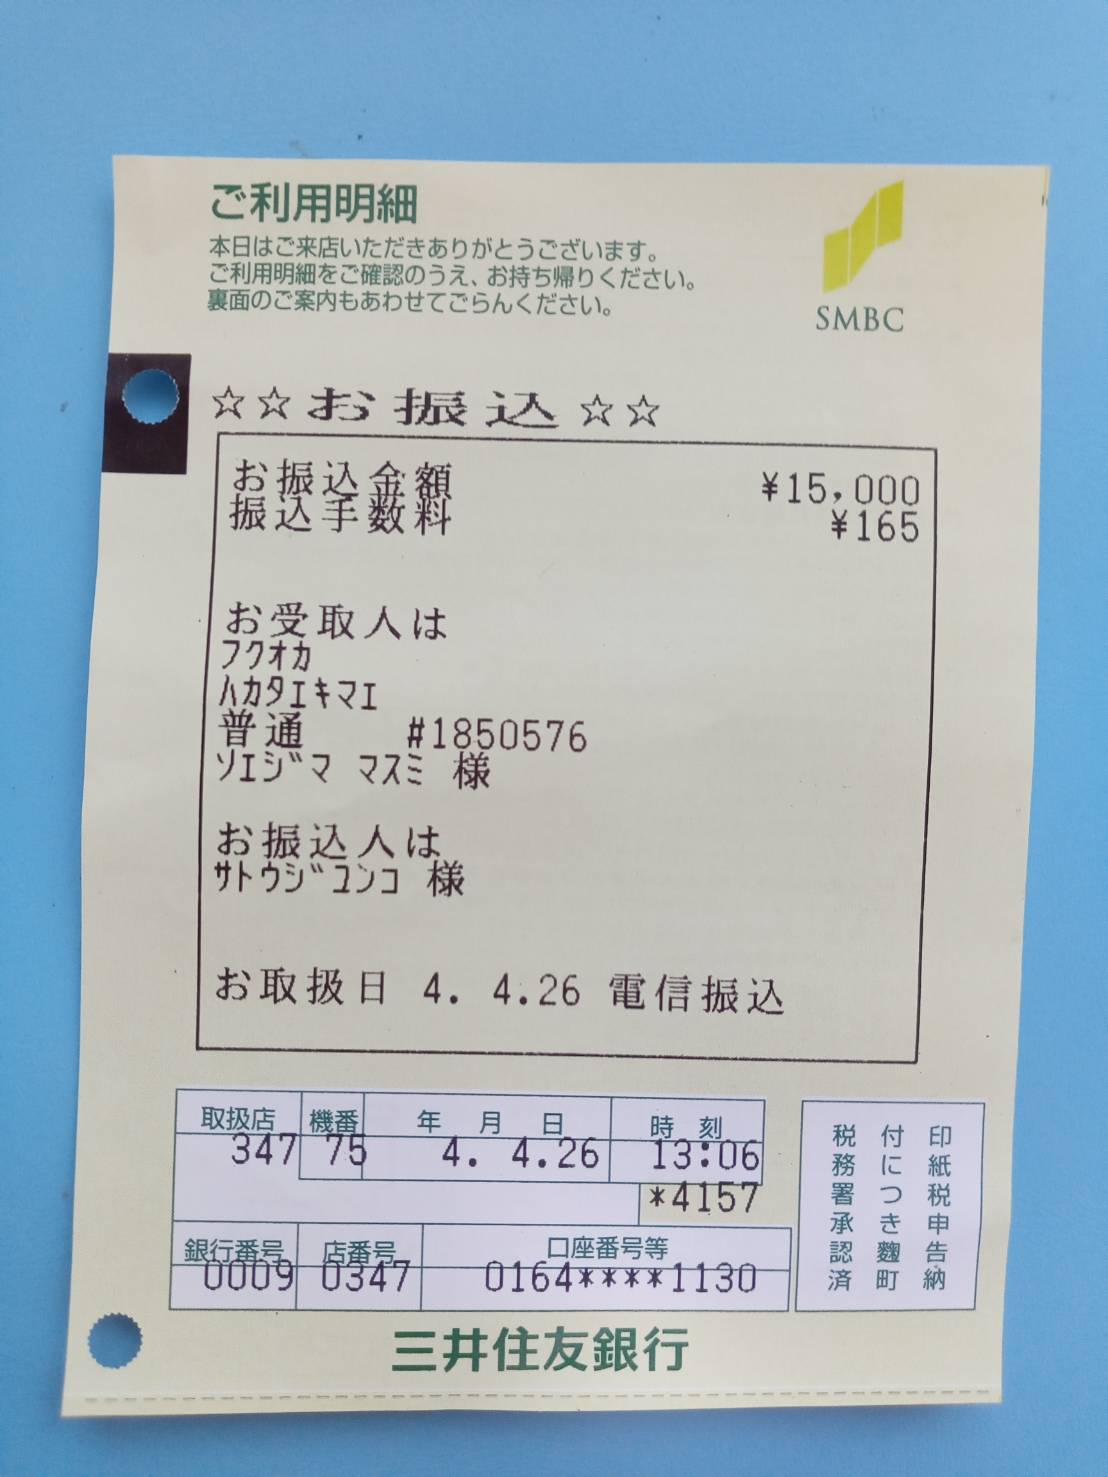 ご利用明細
本日はご来店いただきありがとうございます。
ご利用明細をご確認のうえ、お持ち帰りください。
裏面のご案内もあわせてごらんください。
SMBC
☆☆お振込☆☆
お振込金額 ¥15,000
振込手数料 ¥165
お受取人は
フクオカ
ハカタエキマエ
普通 #1850576
ソエジマ マスミ 様
お振込人は
サトウジユンコ 様
お取扱日 4. 4.26 電信振込
取扱店 機番 年 月 日 時刻
347 75 4. 4.26 13:06
*4157
銀行番号 店番号 口座番号等
0009 0347 0164****1130
印紙税申告納
付につき麴町
税務署承認済
三井住友銀行